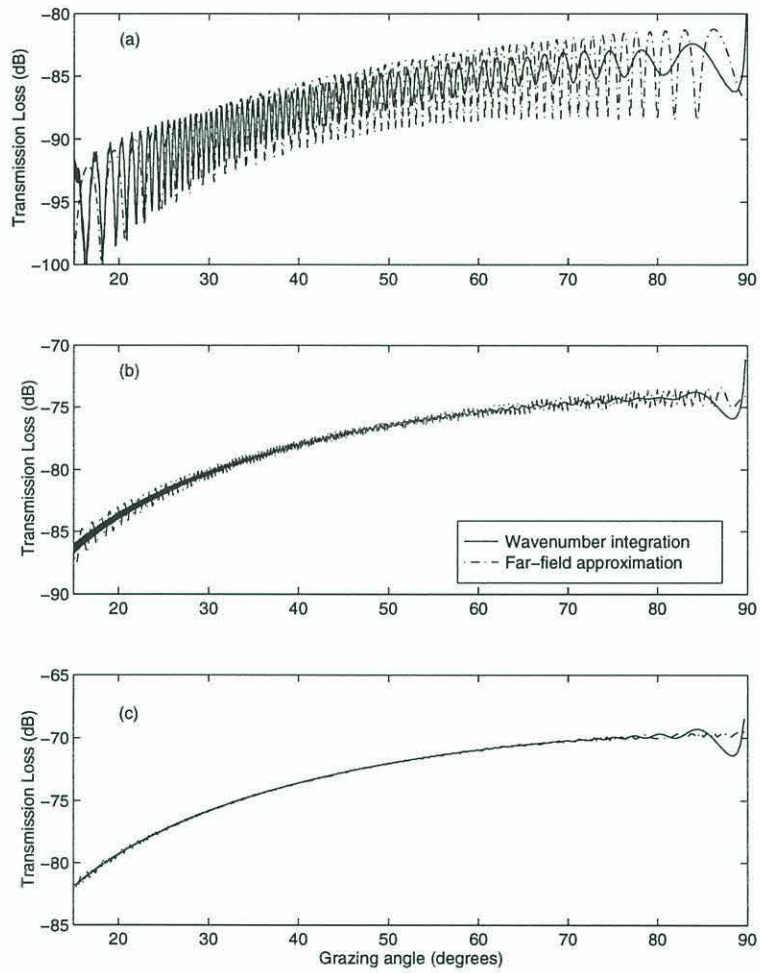 −80
(a)
−85
−90
−95
−100
Transmission Loss (dB)
20 30 40 50 60 70 80 90
−70
(b)
−75
−80
−85
−90
Transmission Loss (dB)
Wavenumber integration
Far−field approximation
20 30 40 50 60 70 80 90
−65
(c)
−70
−75
−80
−85
Transmission Loss (dB)
20 30 40 50 60 70 80 90
Grazing angle (degrees)